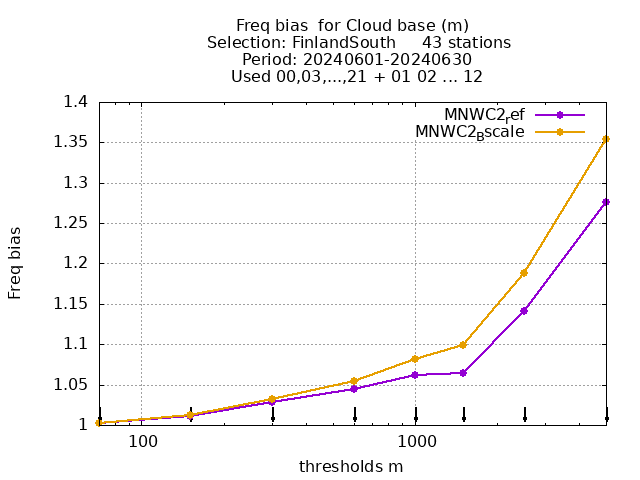 Freq bias  for Cloud base (m)
Selection: FinlandSouth     43 stations
Period: 20240601-20240630
Used 00,03,...,21 + 01 02 ... 12
MNWC2ref
MNWC2Bscale
1.4
1.35
1.3
1.25
1.2
1.15
1.1
1.05
1
Freq bias
100
1000
thresholds m